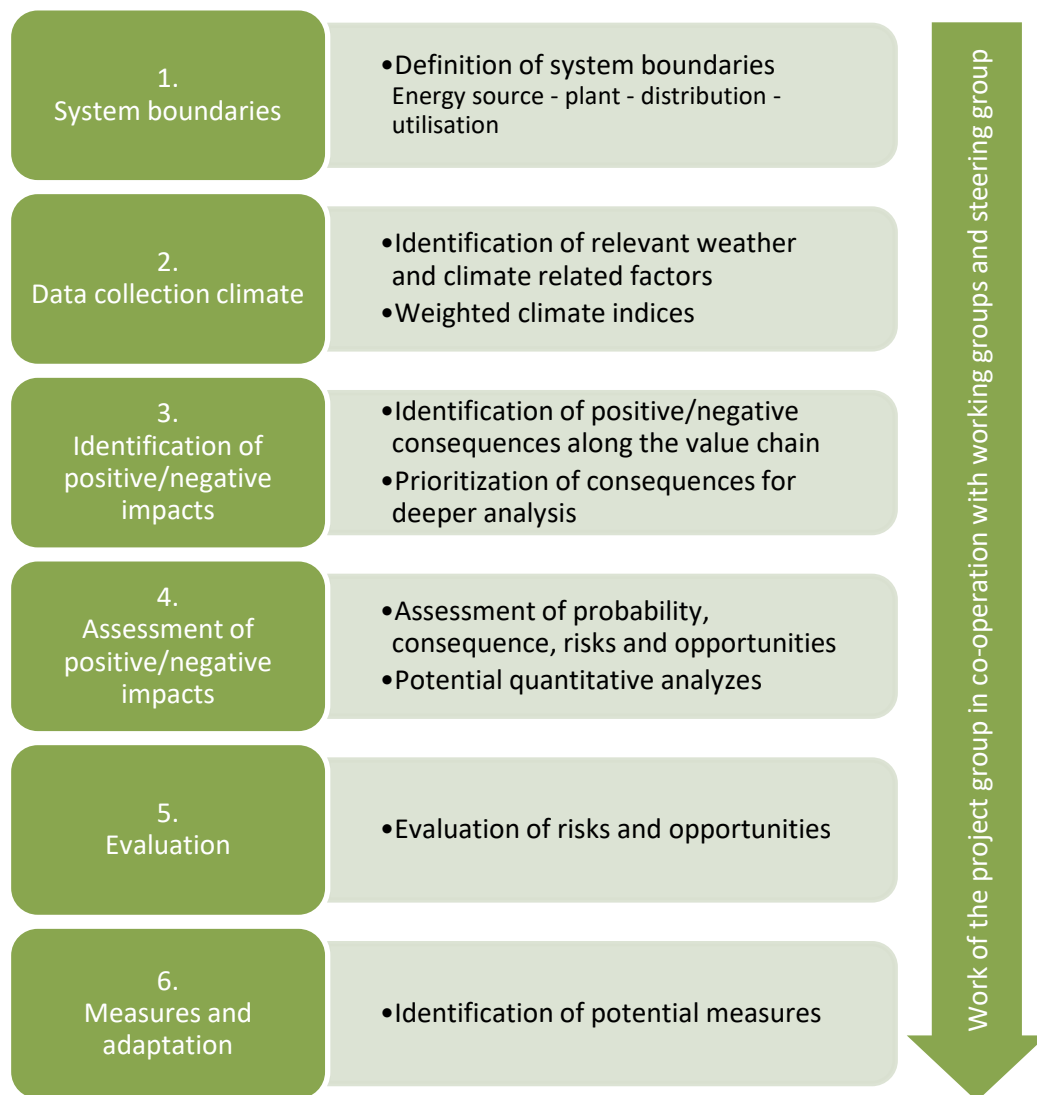 1.
System boundaries
•Definition of system boundaries
Energy source - plant - distribution -
utilisation
2.
Data collection climate
•Identification of relevant weather
and climate related factors
•Weighted climate indices
3.
Identification of
positive/negative
impacts
•Identification of positive/negative
consequences along the value chain
•Prioritization of consequences for
deeper analysis
4.
Assessment of
positive/negative
impacts
•Assessment of probability,
consequence, risks and opportunities
•Potential quantitative analyzes
5.
Evaluation
•Evaluation of risks and opportunities
6.
Measures and
adaptation
•Identification of potential measures
Work of the project group in co-operation with working groups and steering group